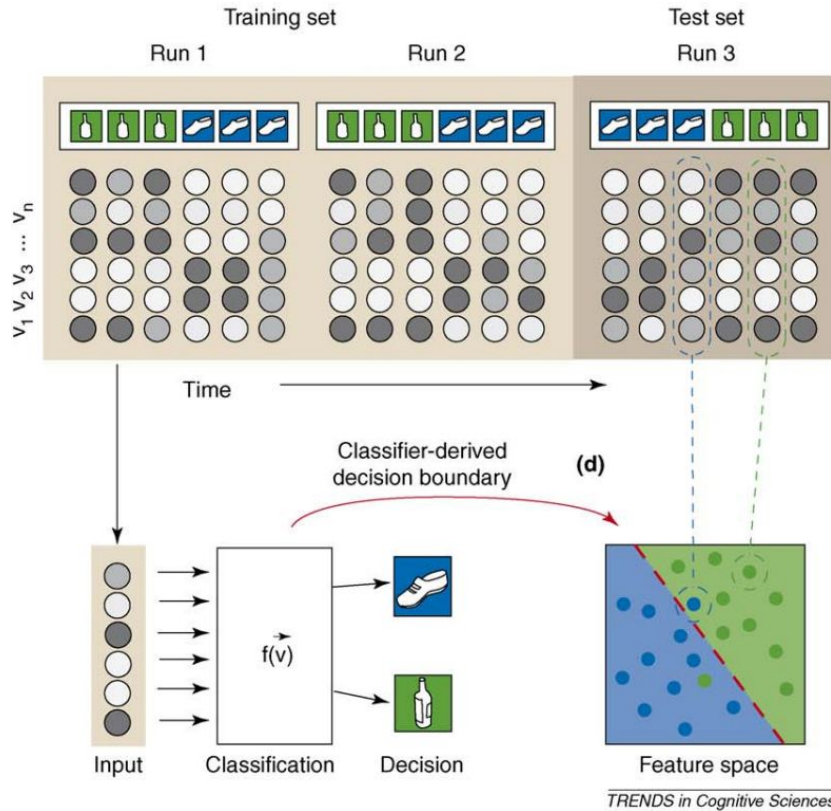 Training set
Test set
Run 1
Run 2
Run 3
v₁ v₂ v₃ ... vₙ
Time
Classifier-derived
decision boundary
(d)
f(v⃗)
Input
Classification
Decision
Feature space
TRENDS in Cognitive Sciences